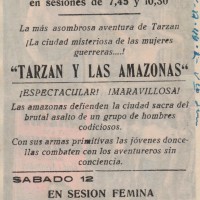 en sesiones de 7,45 y 10,30
La más asombrosa aventura de Tarzan
¡La ciudad misteriosa de las mujeres
guerreras....!
"TARZAN Y LAS AMAZONAS"
¡ESPECTACULAR! ¡MARAVILLOSA!
Las amazonas defienden la ciudad sacra del
brutal asalto de un grupo de hombres
codiciosos.
Con sus armas primitivas las jóvenes donce-
llas combaten con los aventureros sin
conciencia.
SABADO 12
EN SESION FEMINA